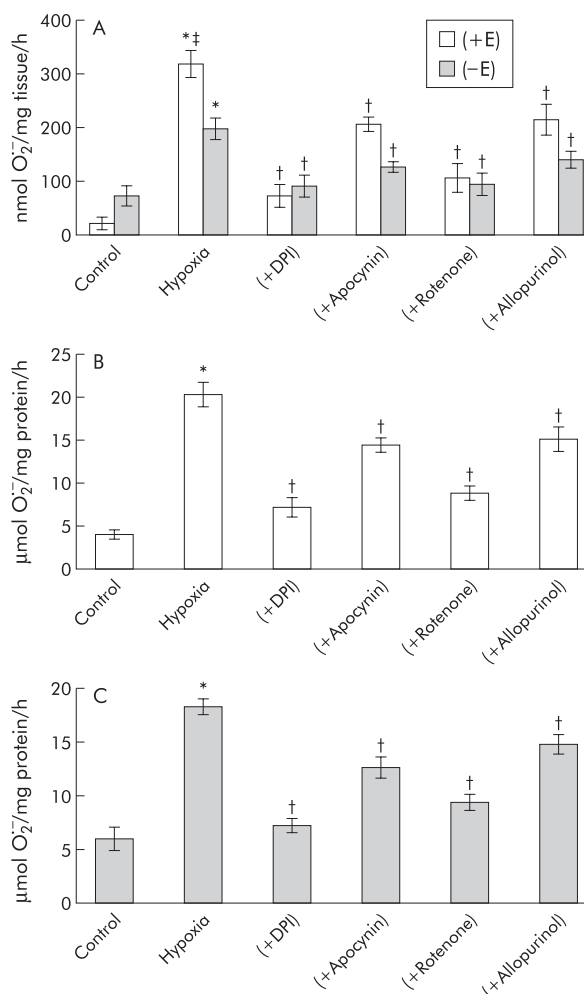 A
400
300
200
100
0
nmol O₂·⁻/mg tissue/h
(+E)
(−E)
*‡
*
†
†
†
†
†
†
†
†
Control
Hypoxia
(+DPI)
(+Apocynin)
(+Rotenone)
(+Allopurinol)
B
25
20
15
10
5
0
μmol O₂·⁻/mg protein/h
*
†
†
†
†
Control
Hypoxia
(+DPI)
(+Apocynin)
(+Rotenone)
(+Allopurinol)
C
20
15
10
5
0
μmol O₂·⁻/mg protein/h
*
†
†
†
†
Control
Hypoxia
(+DPI)
(+Apocynin)
(+Rotenone)
(+Allopurinol)